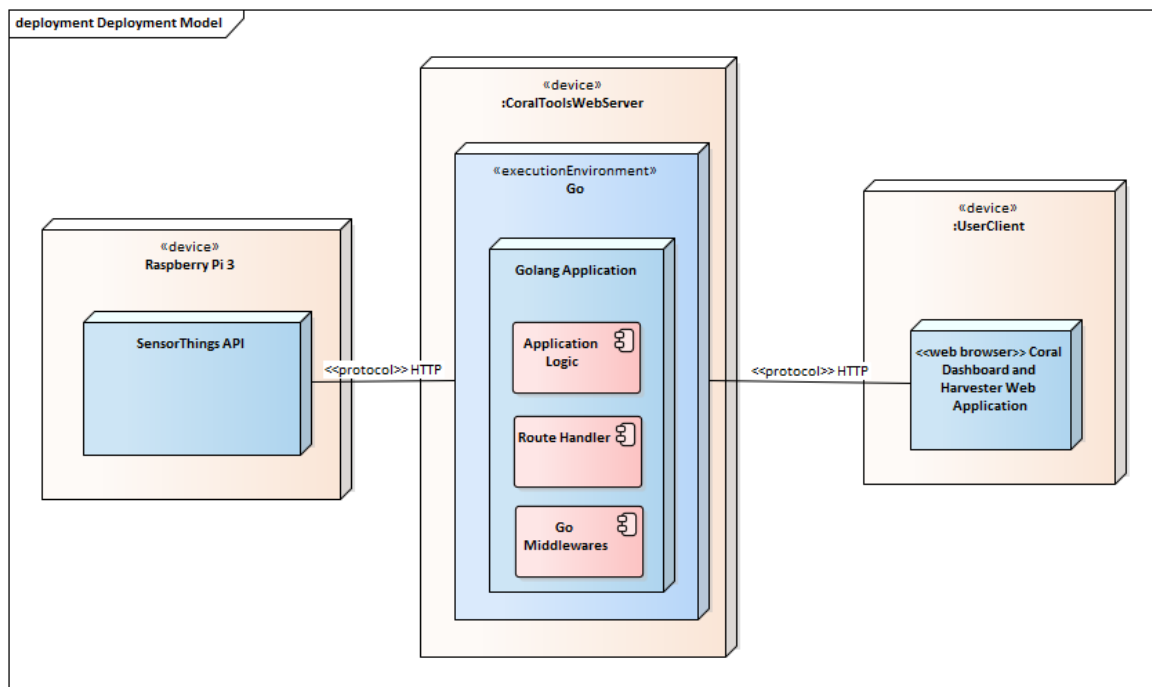 deployment Deployment Model
«device»
:CoralToolsWebServer
«executionEnvironment»
Go
Golang Application
Application
Logic
Route Handler
Go
Middlewares
«device»
Raspberry Pi 3
SensorThings API
<<protocol>> HTTP
<<protocol>> HTTP
«device»
:UserClient
<<web browser>> Coral
Dashboard and
Harvester Web
Application